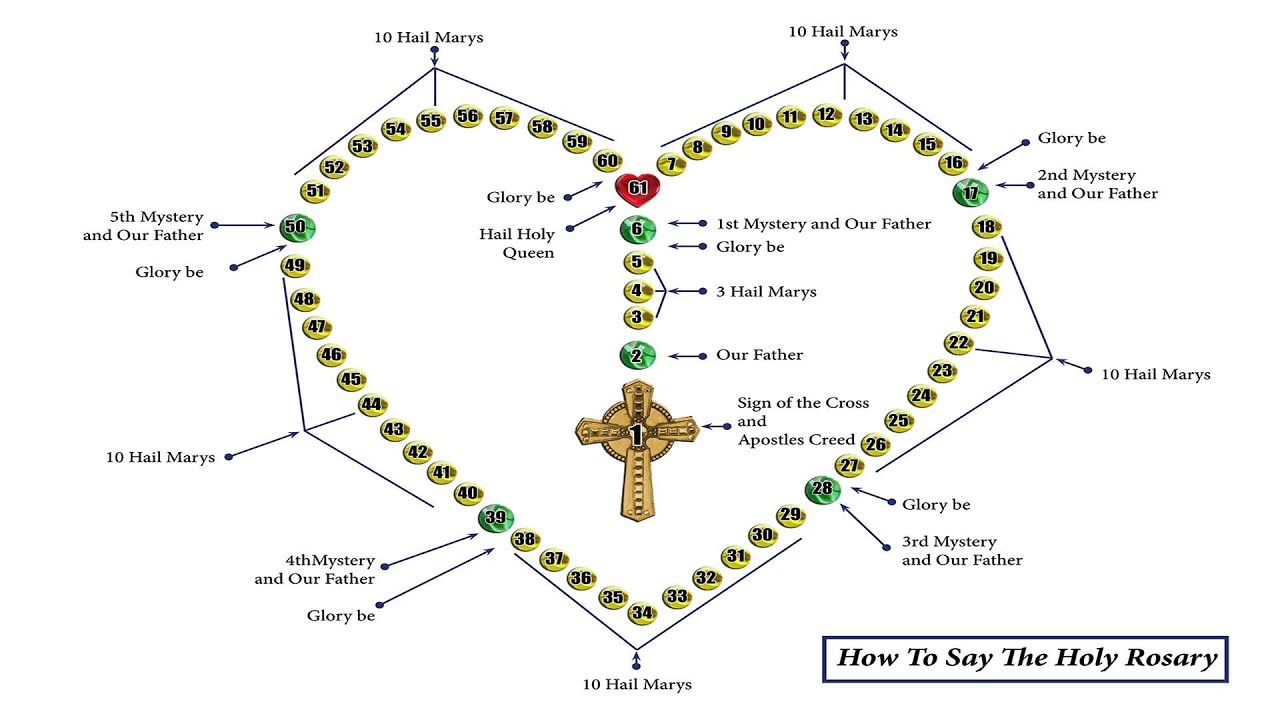 10 Hail Marys
10 Hail Marys
55 56 57 58 59 60
54
53
52
51
7 8 9 10 11 12 13 14 15 16
Glory be
61
Hail Holy
Queen
Glory be
17
2nd Mystery
and Our Father
5th Mystery
and Our Father
50
Glory be
6
1st Mystery and Our Father
Glory be
5
4
3
3 Hail Marys
2
Our Father
1
Sign of the Cross
and
Apostles Creed
18
19
20
21
22
23
24
25
26
27
10 Hail Marys
49
48
47
46
45
44
43
42
41
40
10 Hail Marys
28
Glory be
3rd Mystery
and Our Father
39
4thMystery
and Our Father
Glory be
38 37 36 35 34 33 32 31 30 29
10 Hail Marys
How To Say The Holy Rosary